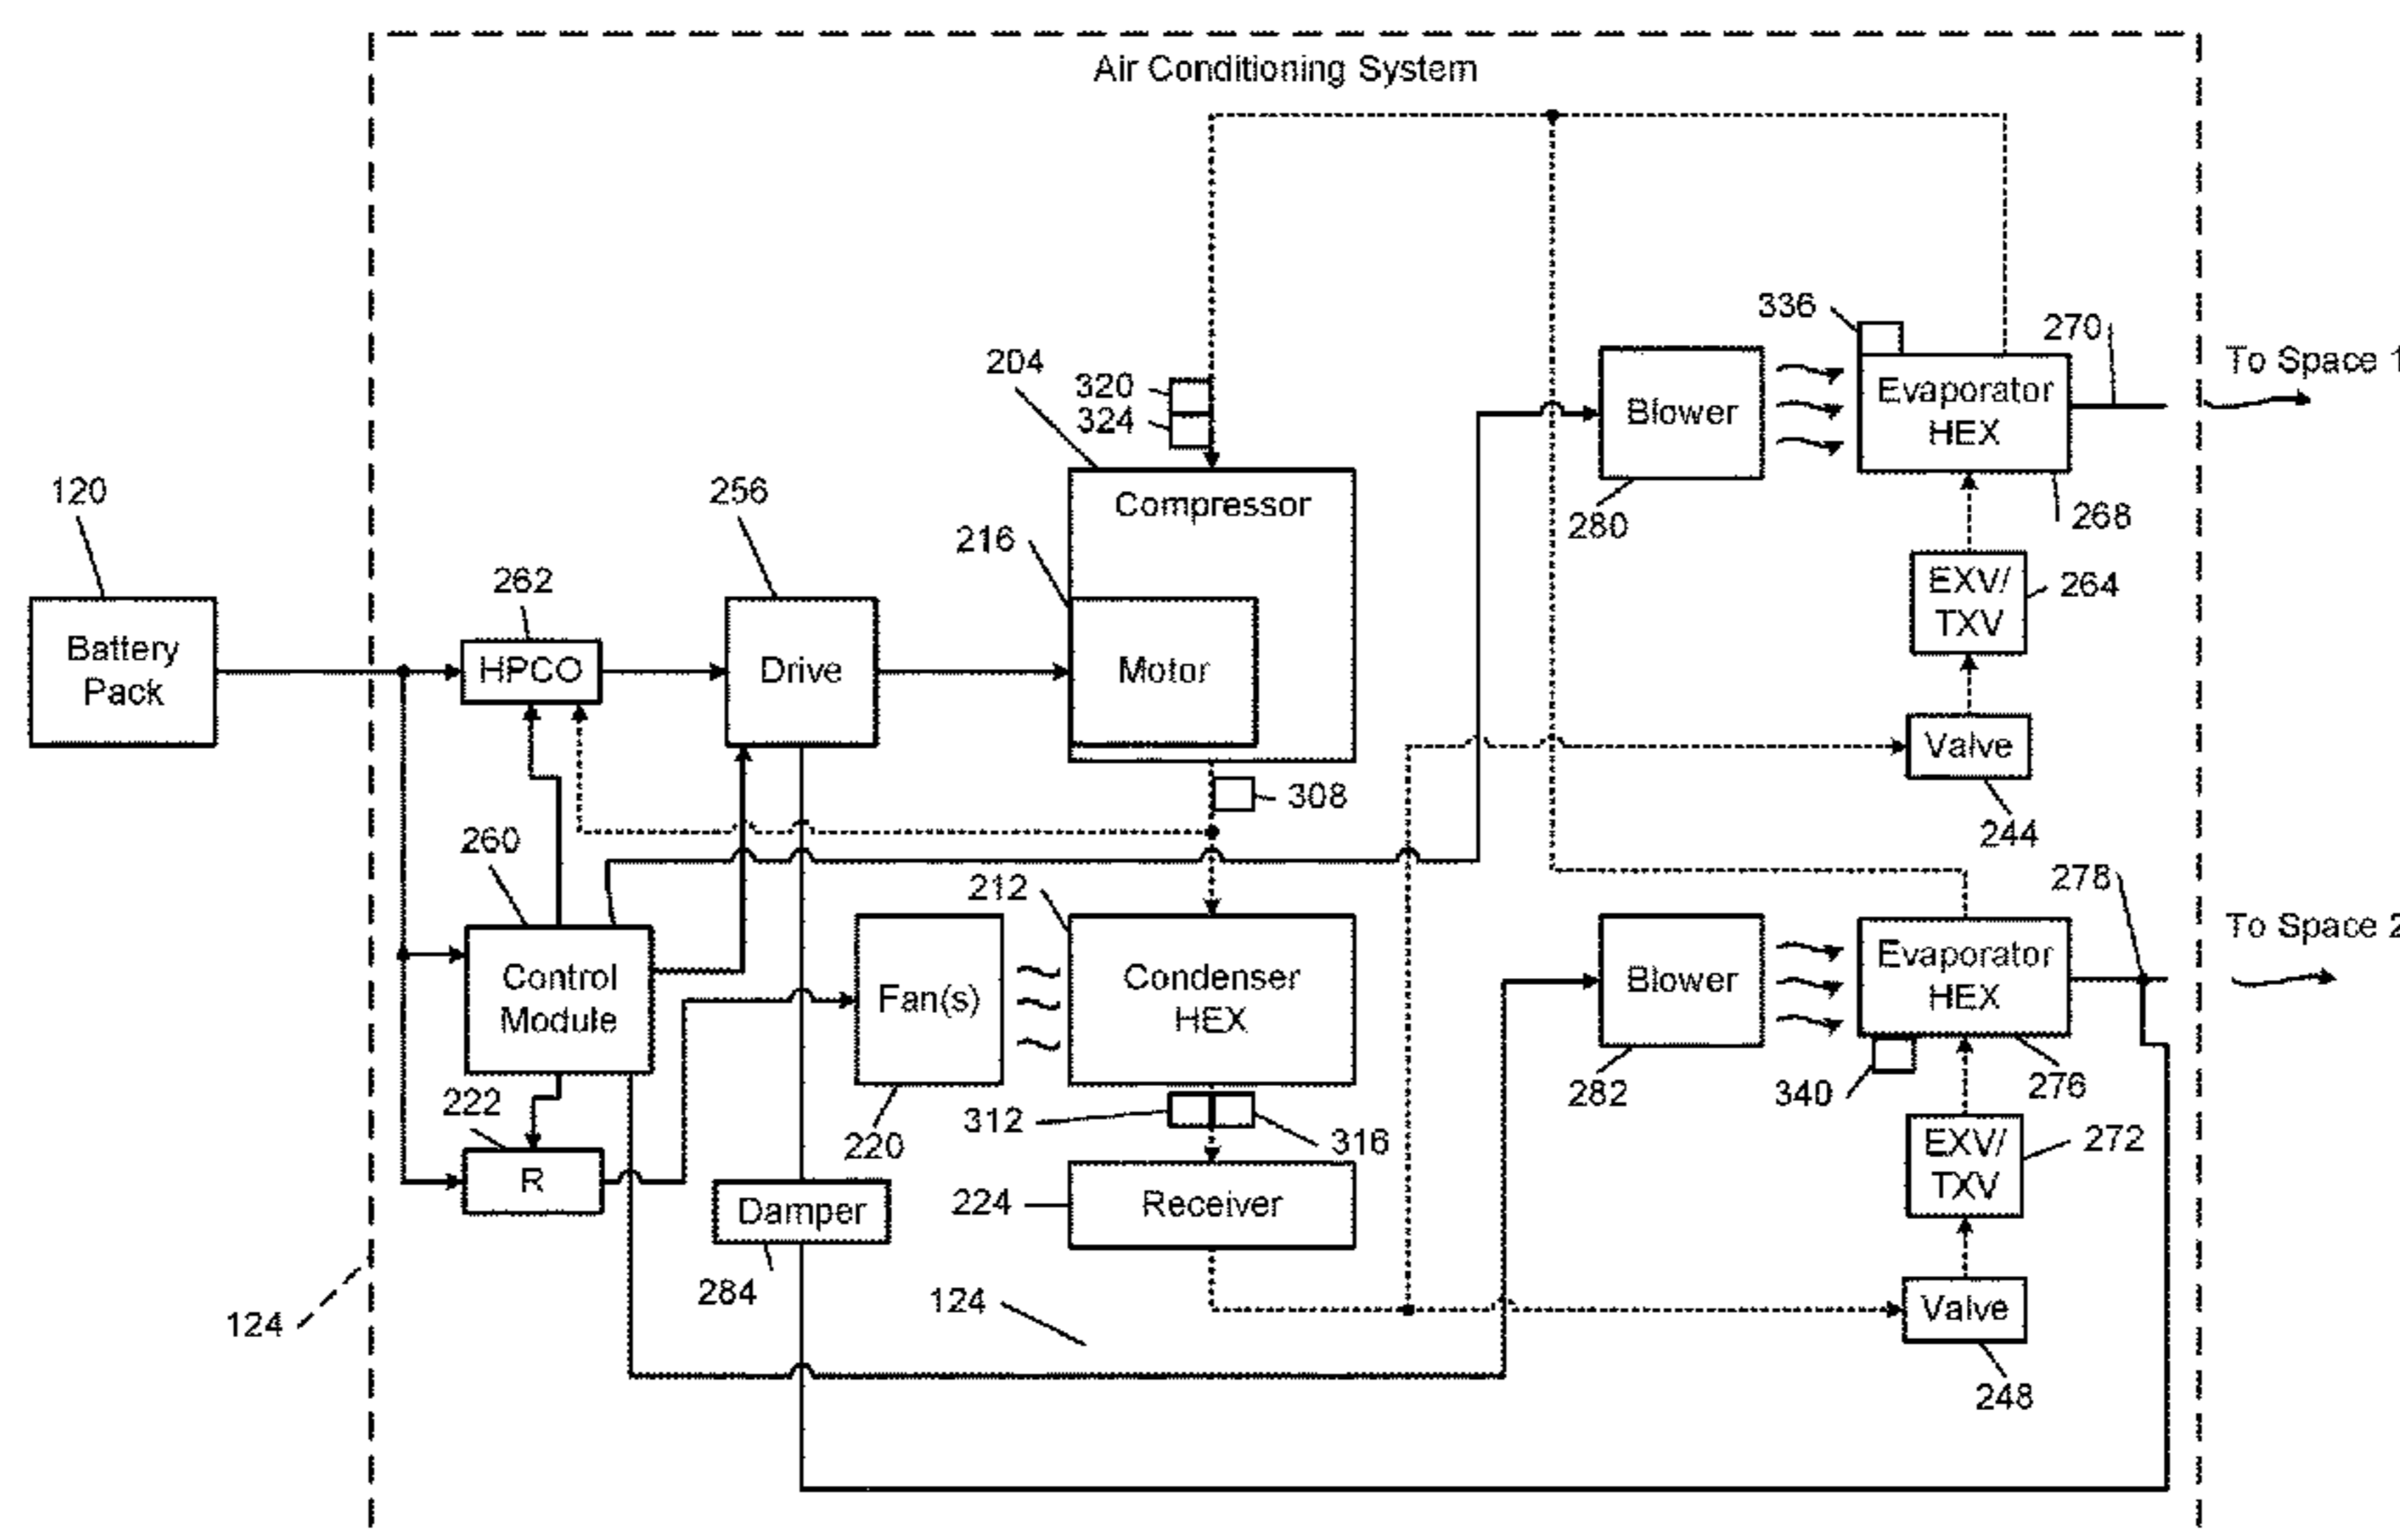 Air Conditioning System
336
270
To Space 1
204
320
324
Blower
Evaporator
HEX
120
256
Compressor
280
268
216
262
EXV/
TXV
264
Battery
Pack
HPCO
Drive
Motor
Valve
308
244
260
212
278
To Space 2
Control
Module
Fan(s)
Condenser
HEX
Blower
Evaporator
HEX
222
312
220
316
282
340
276
EXV/
TXV
272
R
Damper
224
Receiver
284
124
124
Valve
248